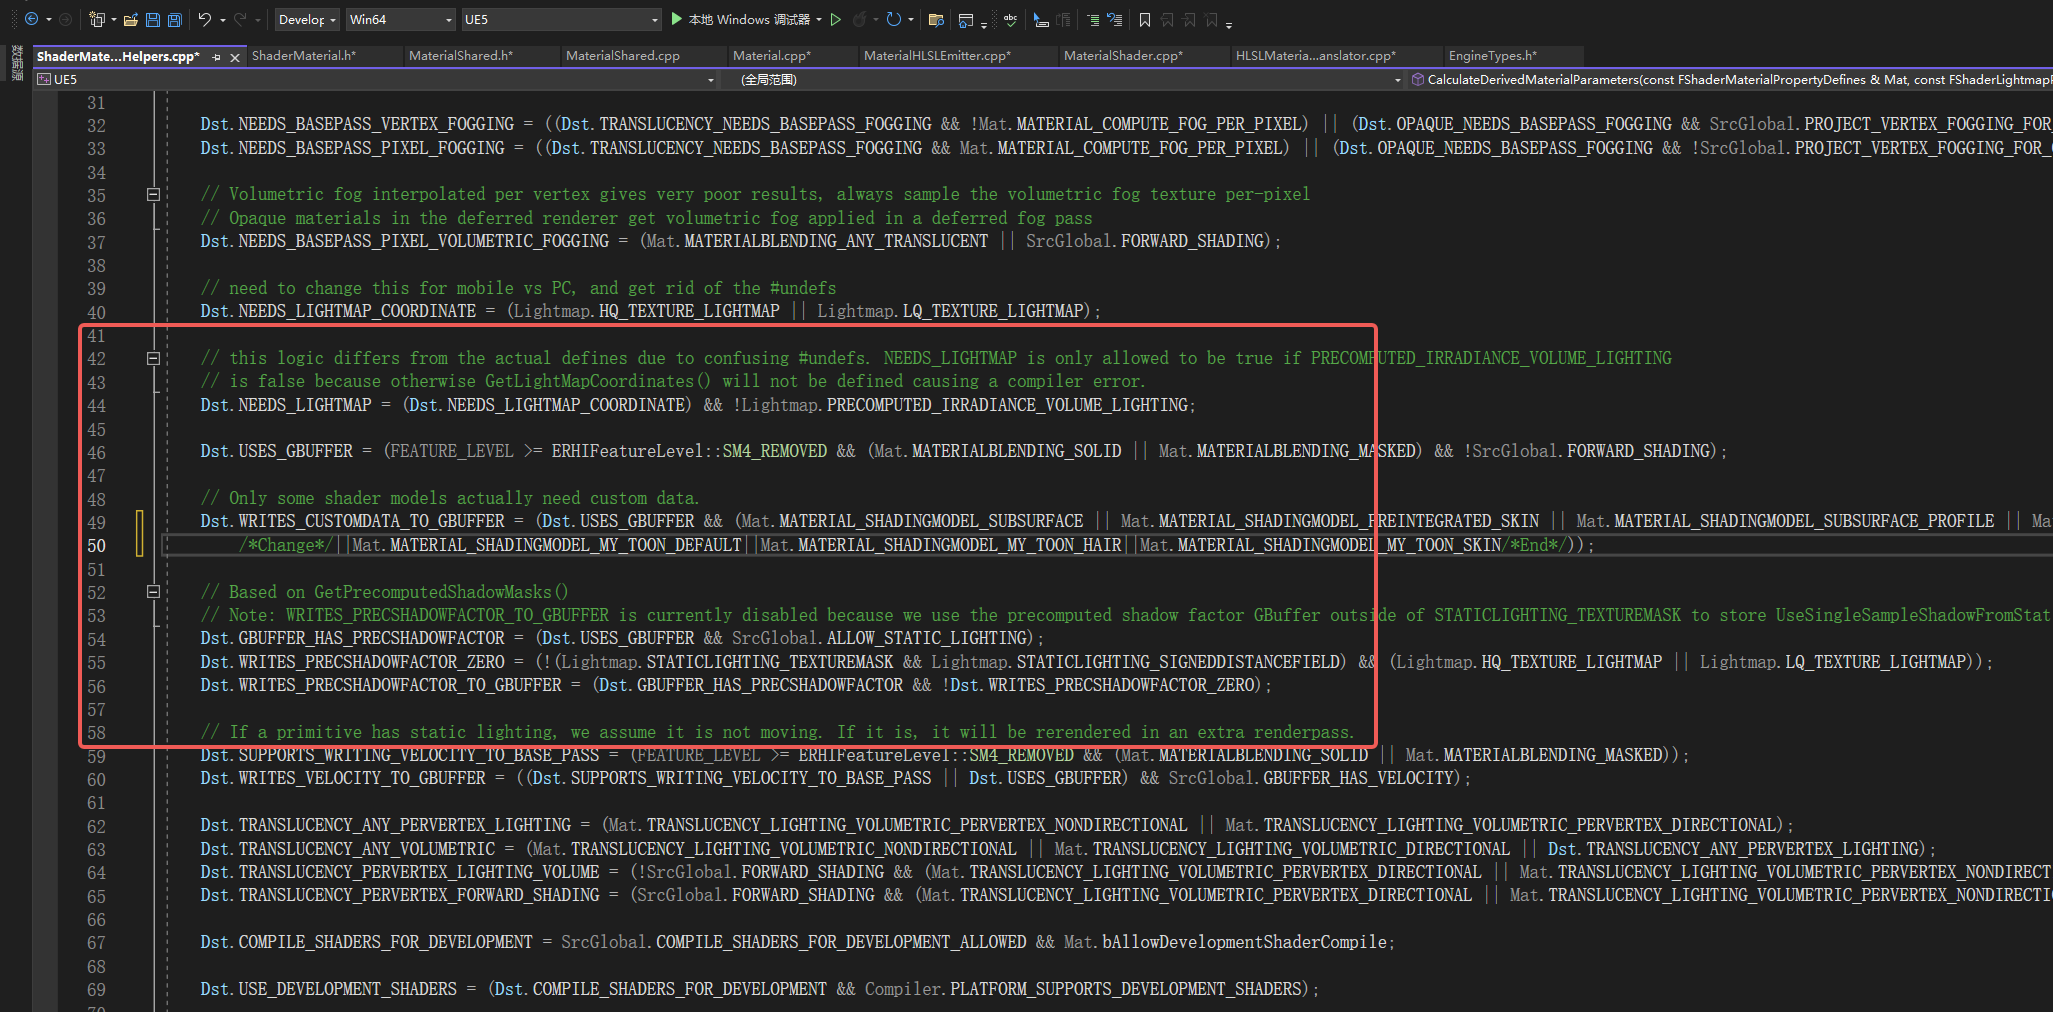 Develop Win64 UE5 本地 Windows 调试器
数据源
ShaderMate...Helpers.cpp* ShaderMaterial.h* MaterialShared.h* MaterialShared.cpp Material.cpp* MaterialHLSLEmitter.cpp* MaterialShader.cpp* HLSLMateria...anslator.cpp* EngineTypes.h*
UE5 (全局范围) CalculateDerivedMaterialParameters(const FShaderMaterialPropertyDefines & Mat, const FShaderLightmapP
31
32 Dst.NEEDS_BASEPASS_VERTEX_FOGGING = ((Dst.TRANSLUCENCY_NEEDS_BASEPASS_FOGGING && !Mat.MATERIAL_COMPUTE_FOG_PER_PIXEL) || (Dst.OPAQUE_NEEDS_BASEPASS_FOGGING && SrcGlobal.PROJECT_VERTEX_FOGGING_FOR_
33 Dst.NEEDS_BASEPASS_PIXEL_FOGGING = ((Dst.TRANSLUCENCY_NEEDS_BASEPASS_FOGGING && Mat.MATERIAL_COMPUTE_FOG_PER_PIXEL) || (Dst.OPAQUE_NEEDS_BASEPASS_FOGGING && !SrcGlobal.PROJECT_VERTEX_FOGGING_FOR_
34
35 // Volumetric fog interpolated per vertex gives very poor results, always sample the volumetric fog texture per-pixel
36 // Opaque materials in the deferred renderer get volumetric fog applied in a deferred fog pass
37 Dst.NEEDS_BASEPASS_PIXEL_VOLUMETRIC_FOGGING = (Mat.MATERIALBLENDING_ANY_TRANSLUCENT || SrcGlobal.FORWARD_SHADING);
38
39 // need to change this for mobile vs PC, and get rid of the #undefs
40 Dst.NEEDS_LIGHTMAP_COORDINATE = (Lightmap.HQ_TEXTURE_LIGHTMAP || Lightmap.LQ_TEXTURE_LIGHTMAP);
41
42 // this logic differs from the actual defines due to confusing #undefs. NEEDS_LIGHTMAP is only allowed to be true if PRECOMPUTED_IRRADIANCE_VOLUME_LIGHTING
43 // is false because otherwise GetLightMapCoordinates() will not be defined causing a compiler error.
44 Dst.NEEDS_LIGHTMAP = (Dst.NEEDS_LIGHTMAP_COORDINATE) && !Lightmap.PRECOMPUTED_IRRADIANCE_VOLUME_LIGHTING;
45
46 Dst.USES_GBUFFER = (FEATURE_LEVEL >= ERHIFeatureLevel::SM4_REMOVED && (Mat.MATERIALBLENDING_SOLID || Mat.MATERIALBLENDING_MASKED) && !SrcGlobal.FORWARD_SHADING);
47
48 // Only some shader models actually need custom data.
49 Dst.WRITES_CUSTOMDATA_TO_GBUFFER = (Dst.USES_GBUFFER && (Mat.MATERIAL_SHADINGMODEL_SUBSURFACE || Mat.MATERIAL_SHADINGMODEL_PREINTEGRATED_SKIN || Mat.MATERIAL_SHADINGMODEL_SUBSURFACE_PROFILE || Ma
50 /*Change*/||Mat.MATERIAL_SHADINGMODEL_MY_TOON_DEFAULT||Mat.MATERIAL_SHADINGMODEL_MY_TOON_HAIR||Mat.MATERIAL_SHADINGMODEL_MY_TOON_SKIN/*End*/));
51
52 // Based on GetPrecomputedShadowMasks()
53 // Note: WRITES_PRECSHADOWFACTOR_TO_GBUFFER is currently disabled because we use the precomputed shadow factor GBuffer outside of STATICLIGHTING_TEXTUREMASK to store UseSingleSampleShadowFromStat
54 Dst.GBUFFER_HAS_PRECSHADOWFACTOR = (Dst.USES_GBUFFER && SrcGlobal.ALLOW_STATIC_LIGHTING);
55 Dst.WRITES_PRECSHADOWFACTOR_ZERO = (!(Lightmap.STATICLIGHTING_TEXTUREMASK && Lightmap.STATICLIGHTING_SIGNEDDISTANCEFIELD) && (Lightmap.HQ_TEXTURE_LIGHTMAP || Lightmap.LQ_TEXTURE_LIGHTMAP));
56 Dst.WRITES_PRECSHADOWFACTOR_TO_GBUFFER = (Dst.GBUFFER_HAS_PRECSHADOWFACTOR && !Dst.WRITES_PRECSHADOWFACTOR_ZERO);
57
58 // If a primitive has static lighting, we assume it is not moving. If it is, it will be rerendered in an extra renderpass.
59 Dst.SUPPORTS_WRITING_VELOCITY_TO_BASE_PASS = (FEATURE_LEVEL >= ERHIFeatureLevel::SM4_REMOVED && (Mat.MATERIALBLENDING_SOLID || Mat.MATERIALBLENDING_MASKED));
60 Dst.WRITES_VELOCITY_TO_GBUFFER = ((Dst.SUPPORTS_WRITING_VELOCITY_TO_BASE_PASS || Dst.USES_GBUFFER) && SrcGlobal.GBUFFER_HAS_VELOCITY);
61
62 Dst.TRANSLUCENCY_ANY_PERVERTEX_LIGHTING = (Mat.TRANSLUCENCY_LIGHTING_VOLUMETRIC_PERVERTEX_NONDIRECTIONAL || Mat.TRANSLUCENCY_LIGHTING_VOLUMETRIC_PERVERTEX_DIRECTIONAL);
63 Dst.TRANSLUCENCY_ANY_VOLUMETRIC = (Mat.TRANSLUCENCY_LIGHTING_VOLUMETRIC_NONDIRECTIONAL || Mat.TRANSLUCENCY_LIGHTING_VOLUMETRIC_DIRECTIONAL || Dst.TRANSLUCENCY_ANY_PERVERTEX_LIGHTING);
64 Dst.TRANSLUCENCY_PERVERTEX_LIGHTING_VOLUME = (!SrcGlobal.FORWARD_SHADING && (Mat.TRANSLUCENCY_LIGHTING_VOLUMETRIC_PERVERTEX_DIRECTIONAL || Mat.TRANSLUCENCY_LIGHTING_VOLUMETRIC_PERVERTEX_NONDIRECT
65 Dst.TRANSLUCENCY_PERVERTEX_FORWARD_SHADING = (SrcGlobal.FORWARD_SHADING && (Mat.TRANSLUCENCY_LIGHTING_VOLUMETRIC_PERVERTEX_DIRECTIONAL || Mat.TRANSLUCENCY_LIGHTING_VOLUMETRIC_PERVERTEX_NONDIRECTI
66
67 Dst.COMPILE_SHADERS_FOR_DEVELOPMENT = SrcGlobal.COMPILE_SHADERS_FOR_DEVELOPMENT_ALLOWED && Mat.bAllowDevelopmentShaderCompile;
68
69 Dst.USE_DEVELOPMENT_SHADERS = (Dst.COMPILE_SHADERS_FOR_DEVELOPMENT && Compiler.PLATFORM_SUPPORTS_DEVELOPMENT_SHADERS);
70